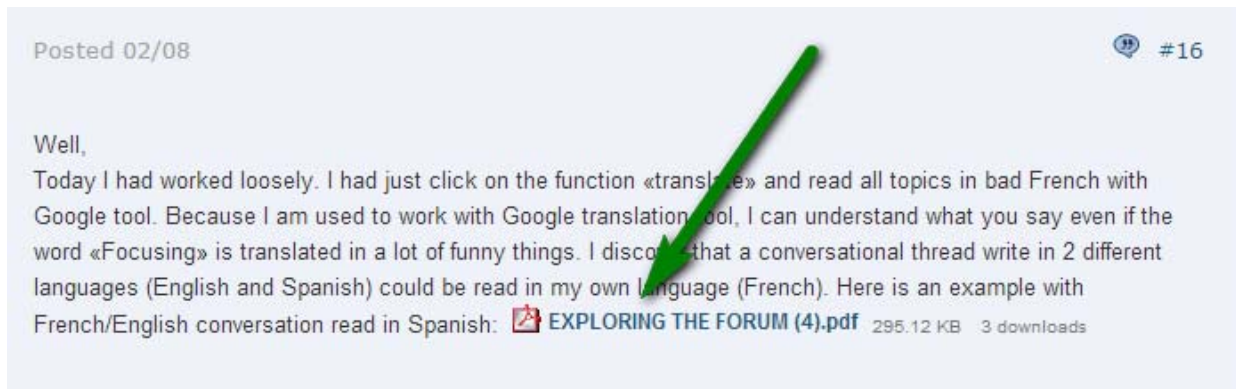 Posted 02/08
#16
Well,
Today I had worked loosely. I had just click on the function «translate» and read all topics in bad French with
Google tool. Because I am used to work with Google translation tool, I can understand what you say even if the
word «Focusing» is translated in a lot of funny things. I discover that a conversational thread write in 2 different
languages (English and Spanish) could be read in my own language (French). Here is an example with
French/English conversation read in Spanish: EXPLORING THE FORUM (4).pdf 295.12 KB 3 downloads